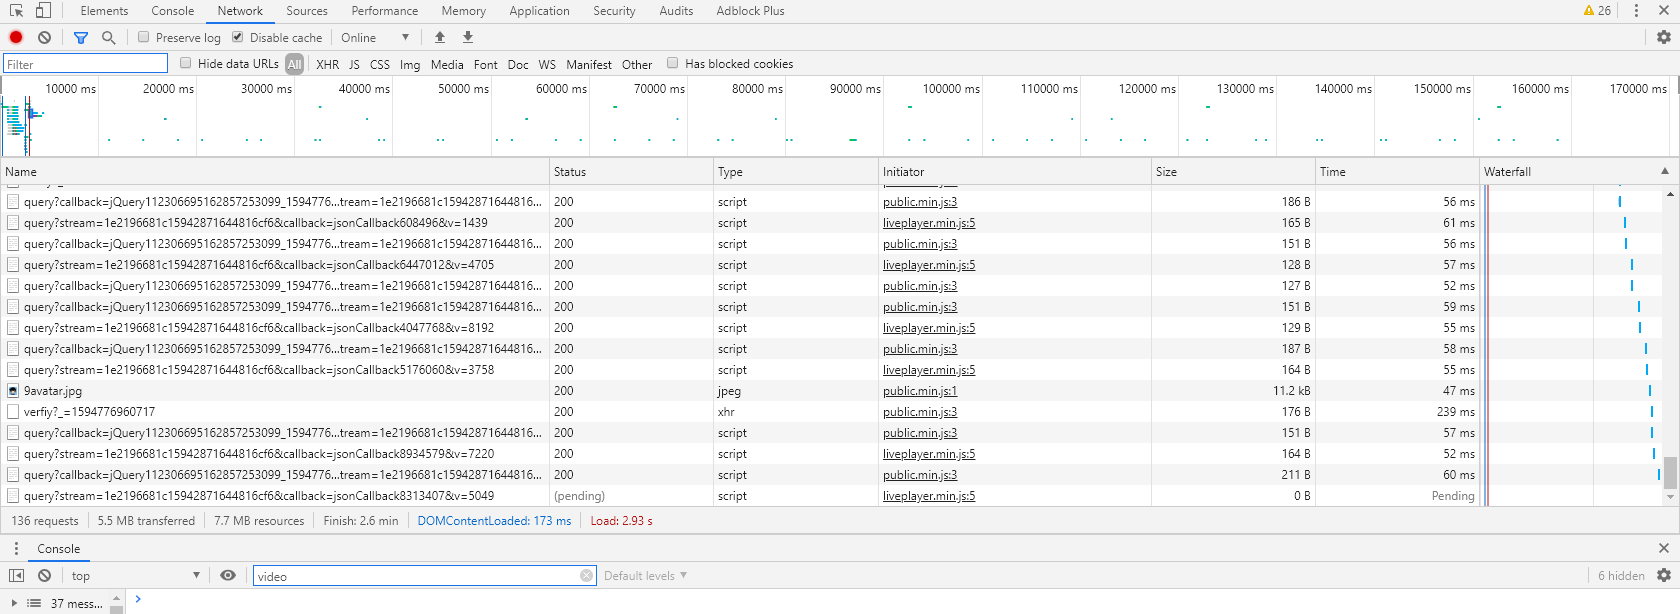 Elements Console Network Sources Performance Memory Application Security Audits Adblock Plus 26
Preserve log Disable cache Online
Filter Hide data URLs All XHR JS CSS Img Media Font Doc WS Manifest Other Has blocked cookies
10000 ms 20000 ms 30000 ms 40000 ms 50000 ms 60000 ms 70000 ms 80000 ms 90000 ms 100000 ms 110000 ms 120000 ms 130000 ms 140000 ms 150000 ms 160000 ms 170000 ms
Name Status Type Initiator Size Time Waterfall
query?callback=jQuery112306695162857253099_1594776...tream=1e2196681c15942871644816... 200 script public.min.js:3 186 B 56 ms
query?stream=1e2196681c15942871644816cf6&callback=jsonCallback608496&v=1439 200 script liveplayer.min.js:5 165 B 61 ms
query?callback=jQuery112306695162857253099_1594776...tream=1e2196681c15942871644816... 200 script public.min.js:3 151 B 56 ms
query?stream=1e2196681c15942871644816cf6&callback=jsonCallback6447012&v=4705 200 script liveplayer.min.js:5 128 B 57 ms
query?callback=jQuery112306695162857253099_1594776...tream=1e2196681c15942871644816... 200 script public.min.js:3 127 B 52 ms
query?callback=jQuery112306695162857253099_1594776...tream=1e2196681c15942871644816... 200 script public.min.js:3 151 B 59 ms
query?stream=1e2196681c15942871644816cf6&callback=jsonCallback4047768&v=8192 200 script liveplayer.min.js:5 129 B 55 ms
query?callback=jQuery112306695162857253099_1594776...tream=1e2196681c15942871644816... 200 script public.min.js:3 187 B 58 ms
query?stream=1e2196681c15942871644816cf6&callback=jsonCallback5176060&v=3758 200 script liveplayer.min.js:5 164 B 55 ms
9avatar.jpg 200 jpeg public.min.js:1 11.2 kB 47 ms
verfiy?_=1594776960717 200 xhr public.min.js:3 176 B 239 ms
query?callback=jQuery112306695162857253099_1594776...tream=1e2196681c15942871644816... 200 script public.min.js:3 151 B 57 ms
query?stream=1e2196681c15942871644816cf6&callback=jsonCallback8934579&v=7220 200 script liveplayer.min.js:5 164 B 52 ms
query?callback=jQuery112306695162857253099_1594776...tream=1e2196681c15942871644816... 200 script public.min.js:3 211 B 60 ms
query?stream=1e2196681c15942871644816cf6&callback=jsonCallback8313407&v=5049 (pending) script liveplayer.min.js:5 0 B Pending
136 requests 5.5 MB transferred 7.7 MB resources Finish: 2.6 min DOMContentLoaded: 173 ms Load: 2.93 s
Console
top video Default levels 6 hidden
37 mess...